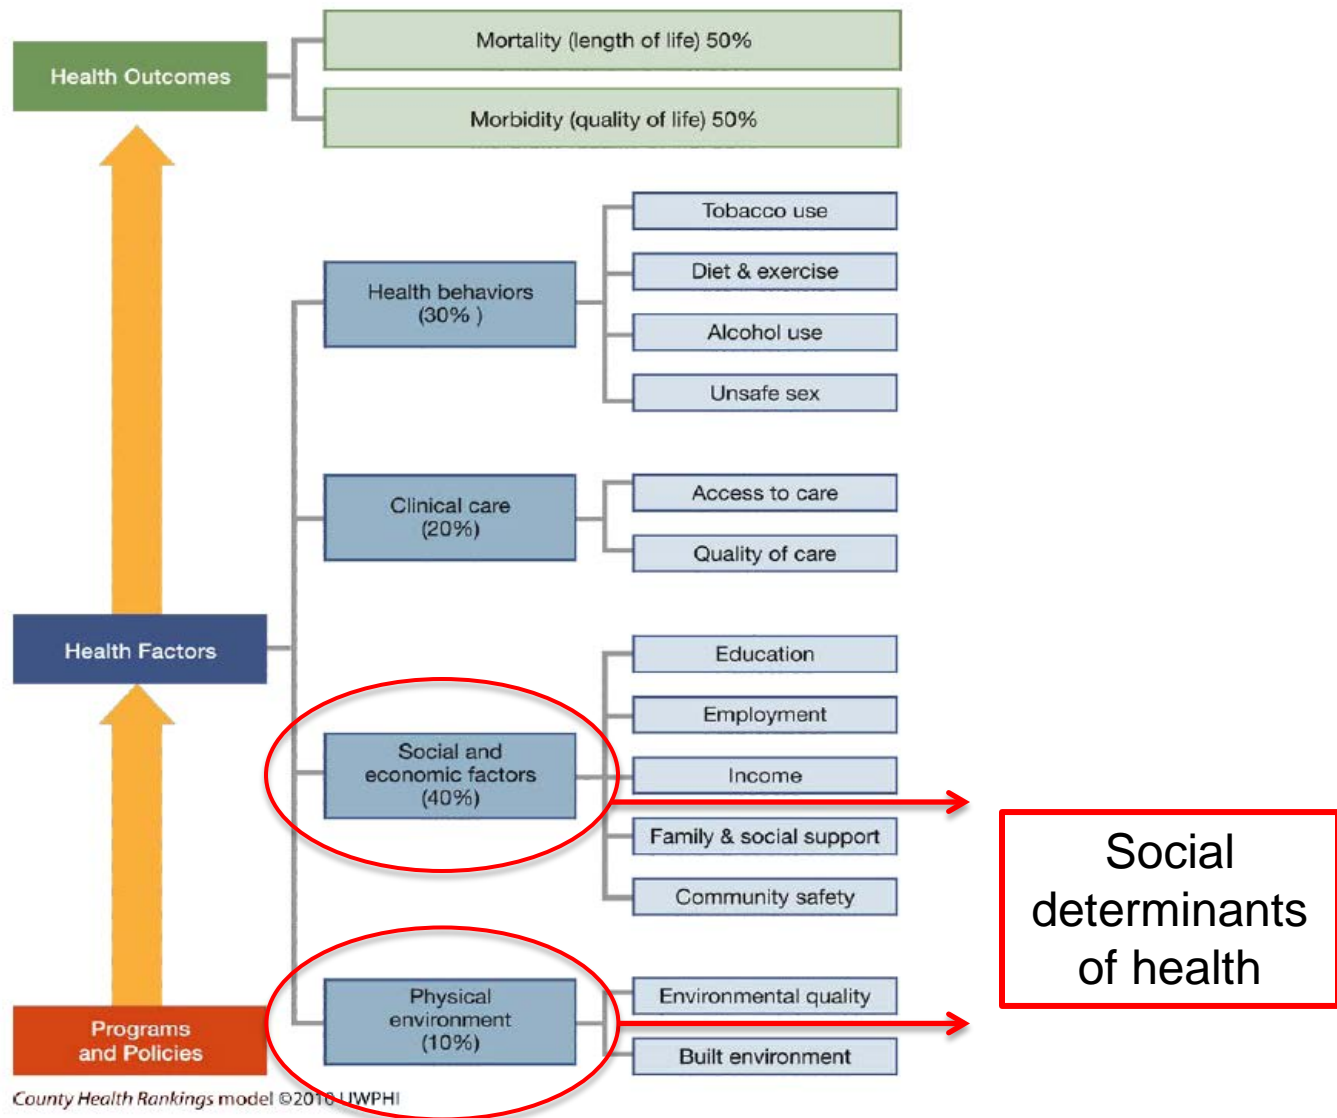 Health Outcomes
Mortality (length of life) 50%
Morbidity (quality of life) 50%
Health behaviors
(30% )
Tobacco use
Diet & exercise
Alcohol use
Unsafe sex
Clinical care
(20%)
Access to care
Quality of care
Health Factors
Social and
economic factors
(40%)
Education
Employment
Income
Family & social support
Community safety
Social
determinants
of health
Physical
environment
(10%)
Environmental quality
Built environment
Programs
and Policies
County Health Rankings model ©2010 UWPHI